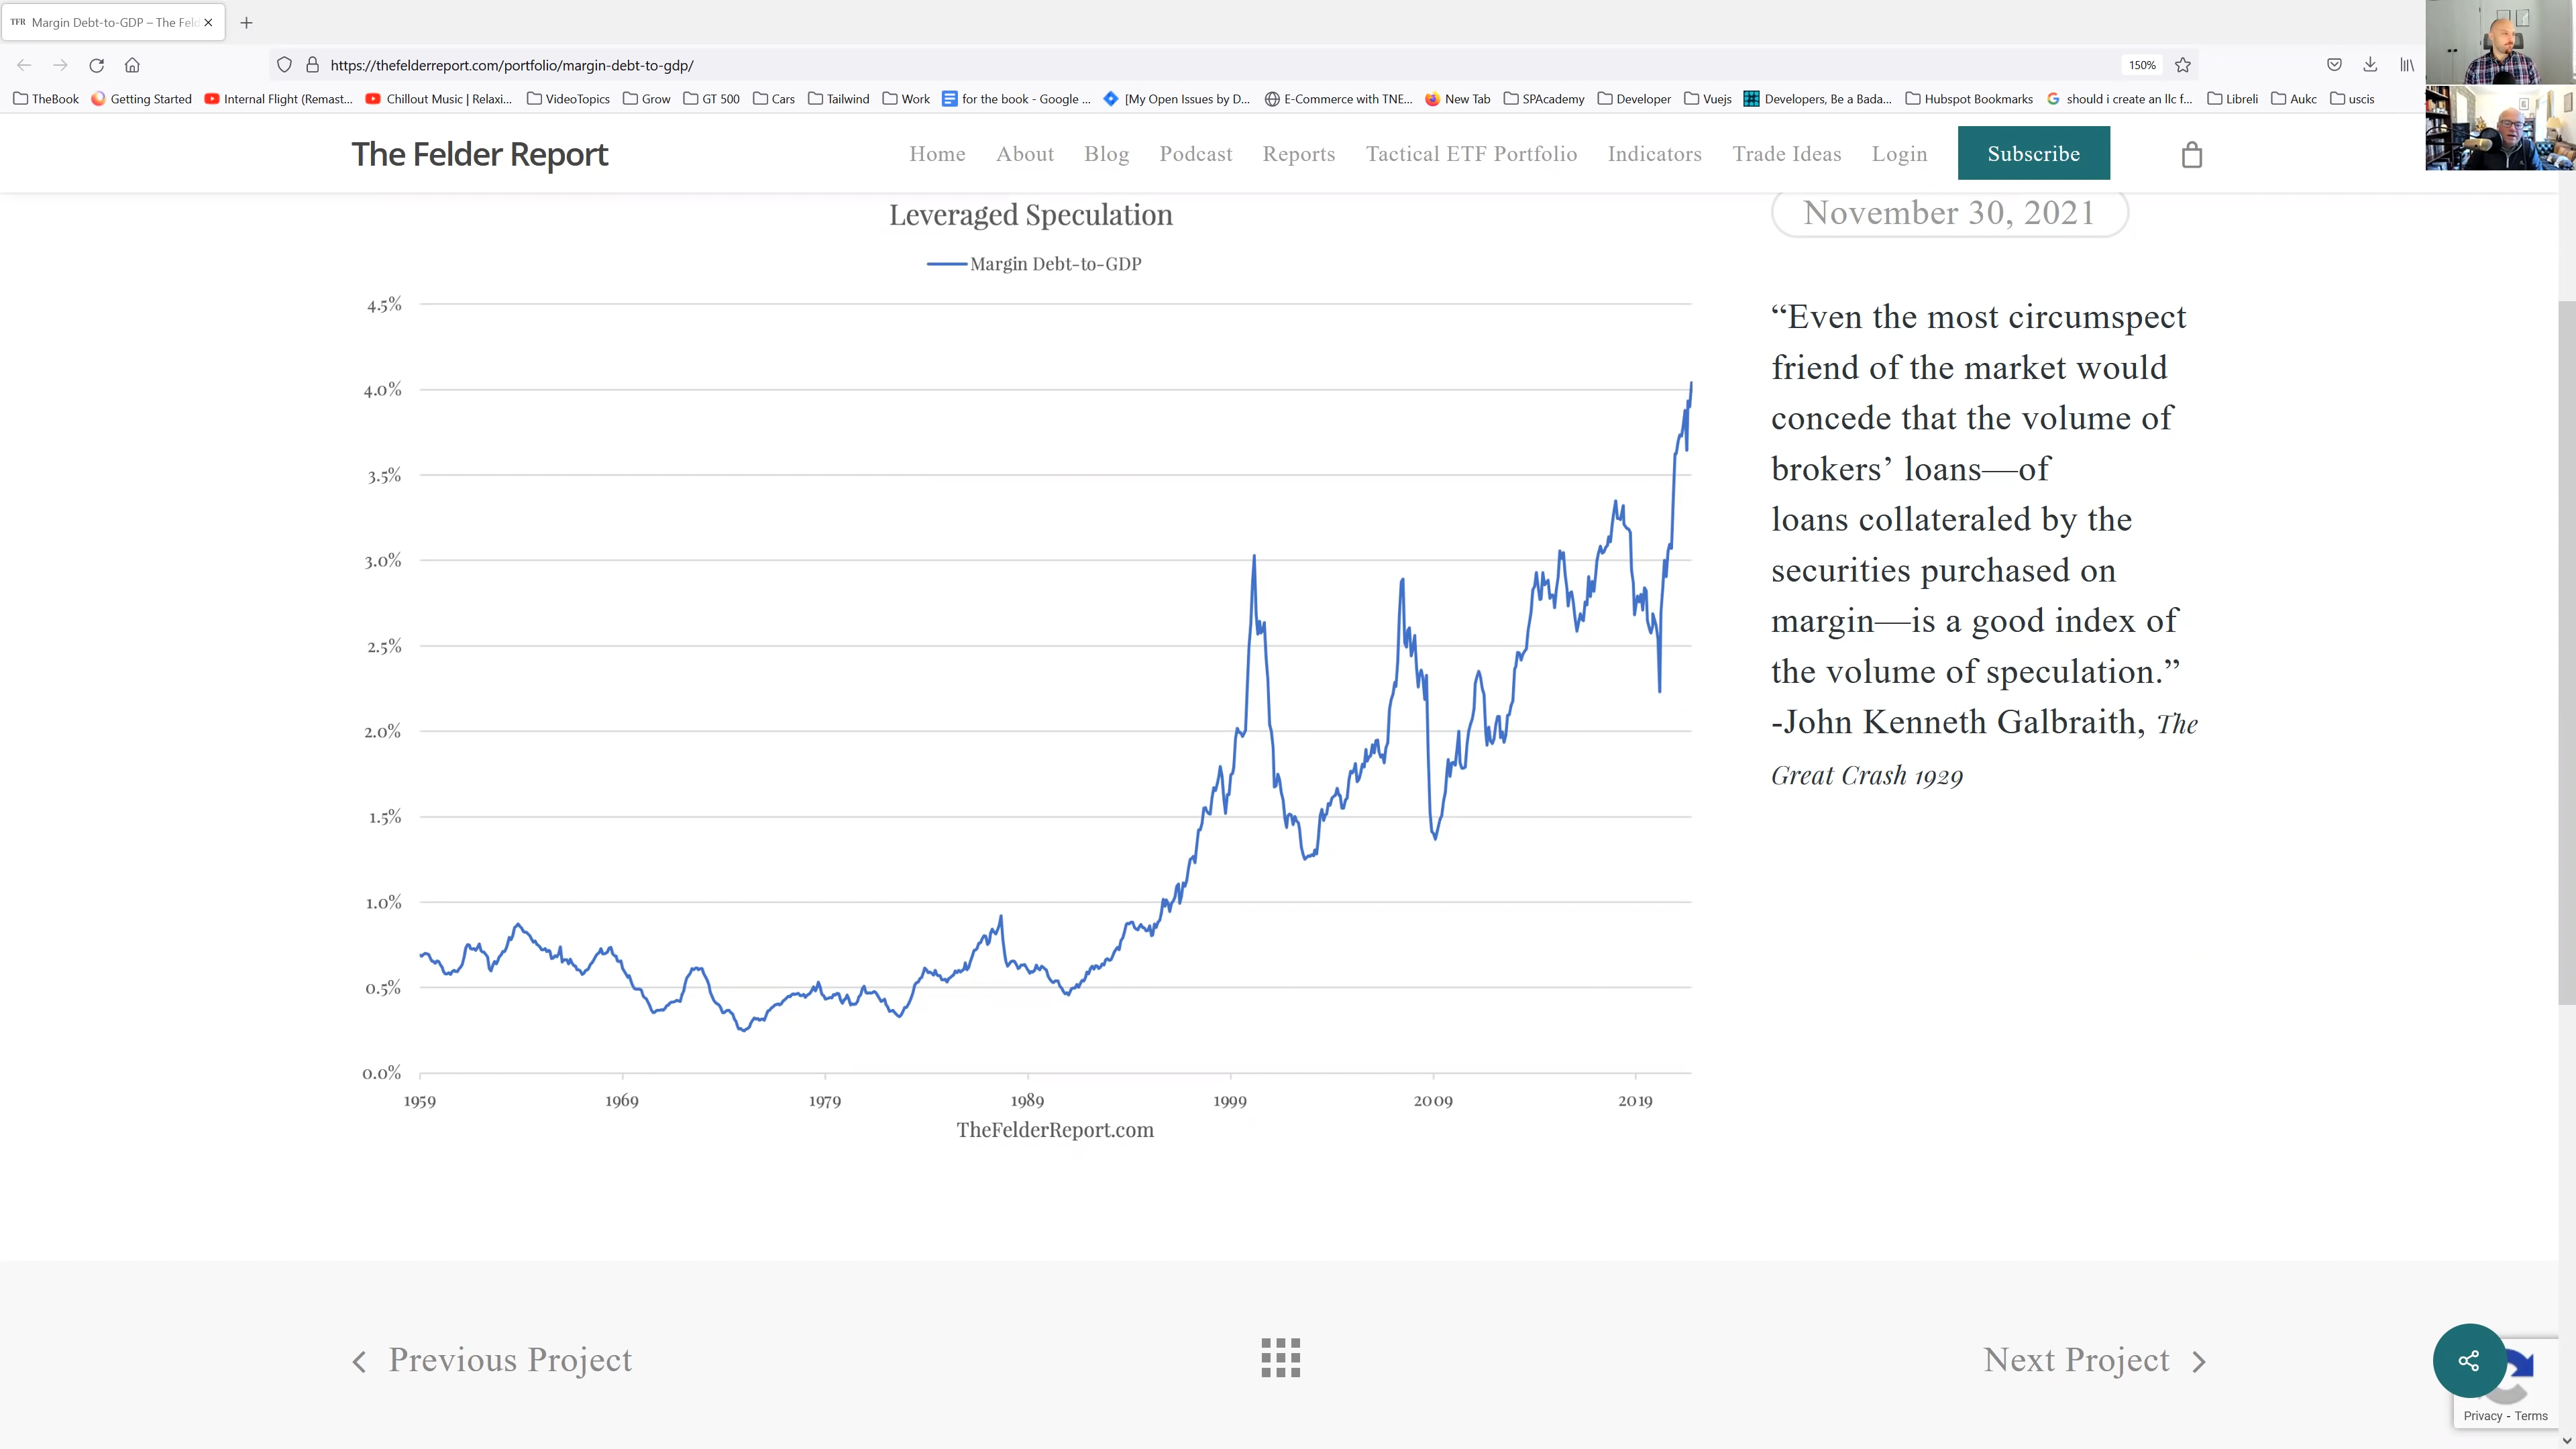 TFR Margin Debt-to-GDP – The Feld
https://thefelderreport.com/portfolio/margin-debt-to-gdp/
150%
TheBook
Getting Started
Internal Flight (Remast...
Chillout Music | Relaxi...
VideoTopics
Grow
GT 500
Cars
Tailwind
Work
for the book - Google ...
[My Open Issues by D...
E-Commerce with TNE...
New Tab
SPAcademy
Developer
Vuejs
Developers, Be a Bada...
Hubspot Bookmarks
should i create an llc f...
Libreli
Aukc
uscis
The Felder Report
Home
About
Blog
Podcast
Reports
Tactical ETF Portfolio
Indicators
Trade Ideas
Login
Subscribe
Leveraged Speculation
Margin Debt-to-GDP
4.5%
4.0%
3.5%
3.0%
2.5%
2.0%
1.5%
1.0%
0.5%
0.0%
1959
1969
1979
1989
1999
2009
2019
TheFelderReport.com
November 30, 2021
“Even the most circumspect
friend of the market would
concede that the volume of
brokers’ loans—of
loans collateraled by the
securities purchased on
margin—is a good index of
the volume of speculation.”
-John Kenneth Galbraith, The
Great Crash 1929
Previous Project
Next Project
Privacy - Terms